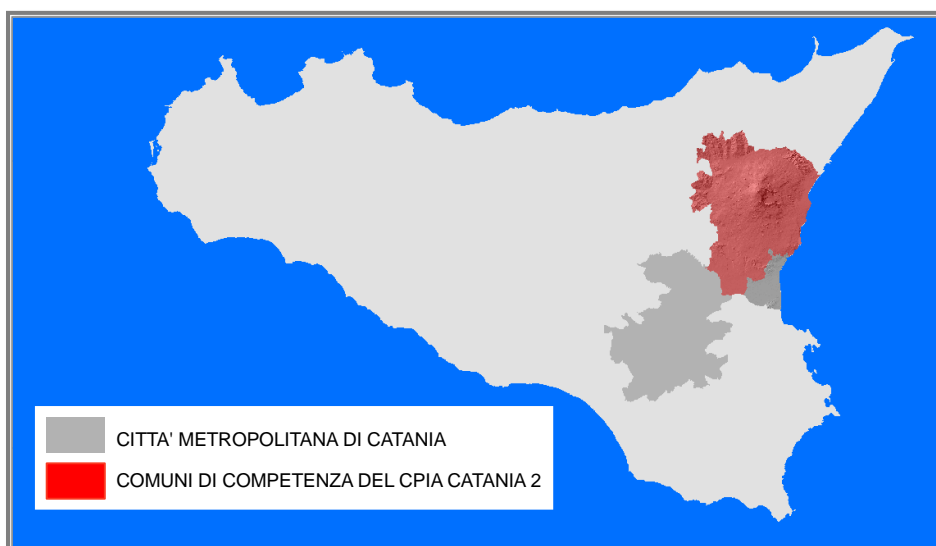 CITTA' METROPOLITANA DI CATANIA
COMUNI DI COMPETENZA DEL CPIA CATANIA 2